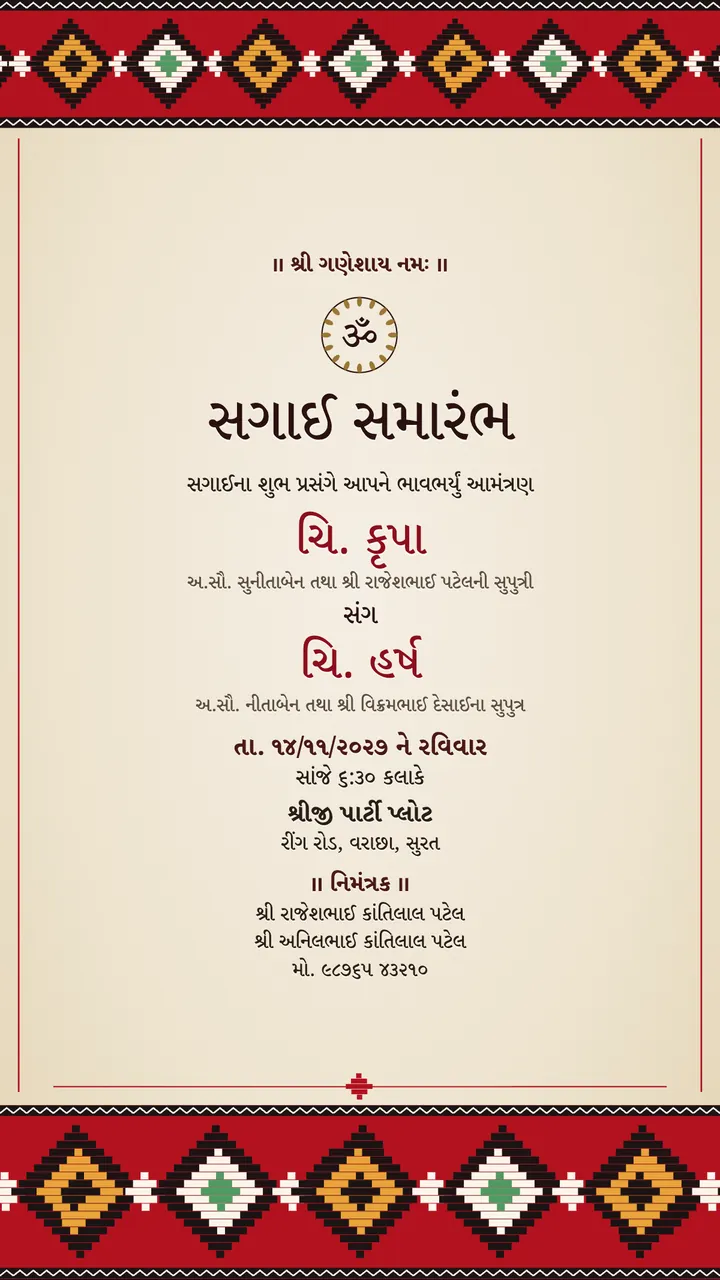 ॥ શ્રી ગણેશાય નમઃ ॥
ૐ
સગાઈ સમારંભ
સગાઈના શુભ પ્રસંગે આપને ભાવભર્યું આમંત્રણ
ચિ. કૃપા
અ.સૌ. સુનીતાબેન તથા શ્રી રાજેશભાઈ પટેલની સુપુત્રી
સંગ
ચિ. હર્ષ
અ.સૌ. નીતાબેન તથા શ્રી વિક્રમભાઈ દેસાઈના સુપુત્ર
તા. ૧૪/૧૧/૨૦૨૭ ને રવિવાર
સાંજે ૬:૩૦ કલાકે
શ્રીજી પાર્ટી પ્લોટ
રીંગ રોડ, વરાછા, સુરત
॥ નિમંત્રક ॥
શ્રી રાજેશભાઈ કાંતિલાલ પટેલ
શ્રી અનિલભાઈ કાંતિલાલ પટેલ
મો. ૯૮૭૬૫ ૪૩૨૧૦